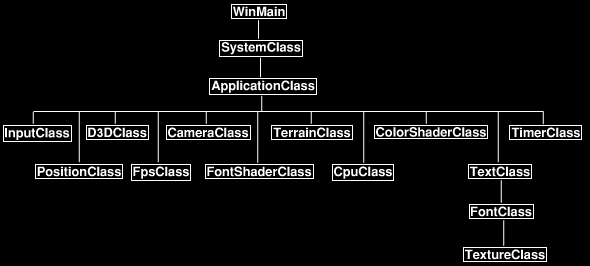 WinMain
SystemClass
ApplicationClass
InputClass D3DClass CameraClass TerrainClass ColorShaderClass TimerClass
PositionClass FpsClass FontShaderClass CpuClass TextClass
FontClass
TextureClass